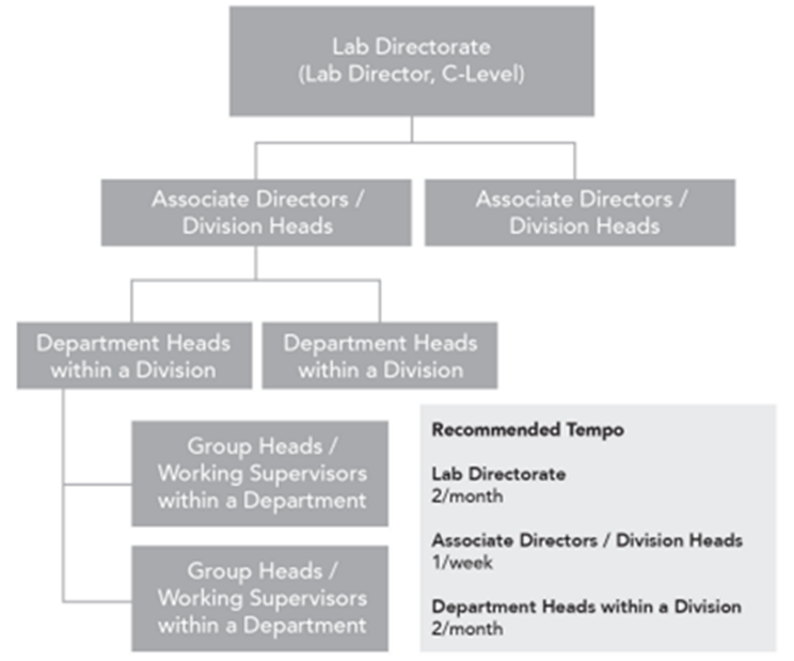 Lab Directorate
(Lab Director, C-Level)
Associate Directors /
Division Heads
Associate Directors /
Division Heads
Department Heads
within a Division
Department Heads
within a Division
Group Heads /
Working Supervisors
within a Department
Group Heads /
Working Supervisors
within a Department
Recommended Tempo
Lab Directorate
2/month
Associate Directors / Division Heads
1/week
Department Heads within a Division
2/month